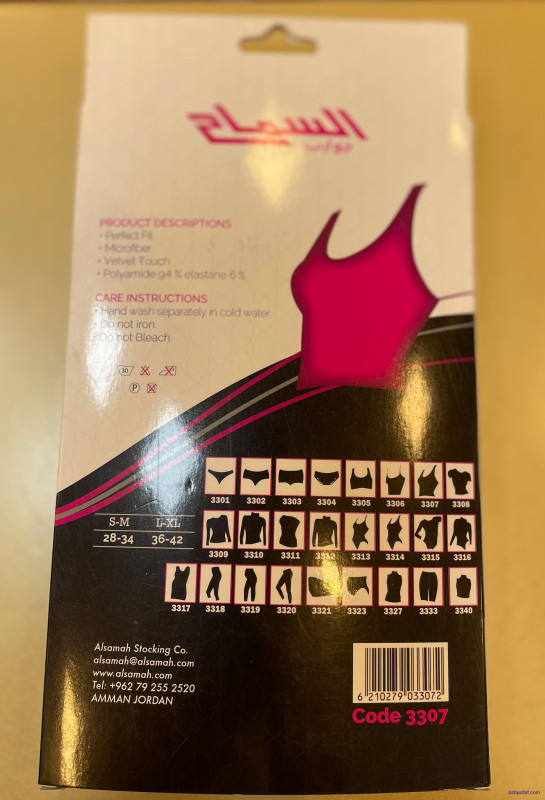 السماح
جوارب
PRODUCT DESCRIPTIONS
• Perfect Fit
• Microfiber
• Velvet Touch
• Polyamide 94 % elastane 6 %
CARE INSTRUCTIONS
• Hand wash separately in cold water.
• Do not iron.
• Do not Bleach.
30
P
3301 3302 3303 3304 3305 3306 3307 3308
S-M L-XL
28-34 36-42
3309 3310 3311 3312 3313 3314 3315 3316
3317 3318 3319 3320 3321 3323 3327 3333 3340
Alsamah Stocking Co.
alsamah@alsamah.com
www.alsamah.com
Tel: +962 79 255 2520
AMMAN JORDAN
6 210279 033072
Code 3307